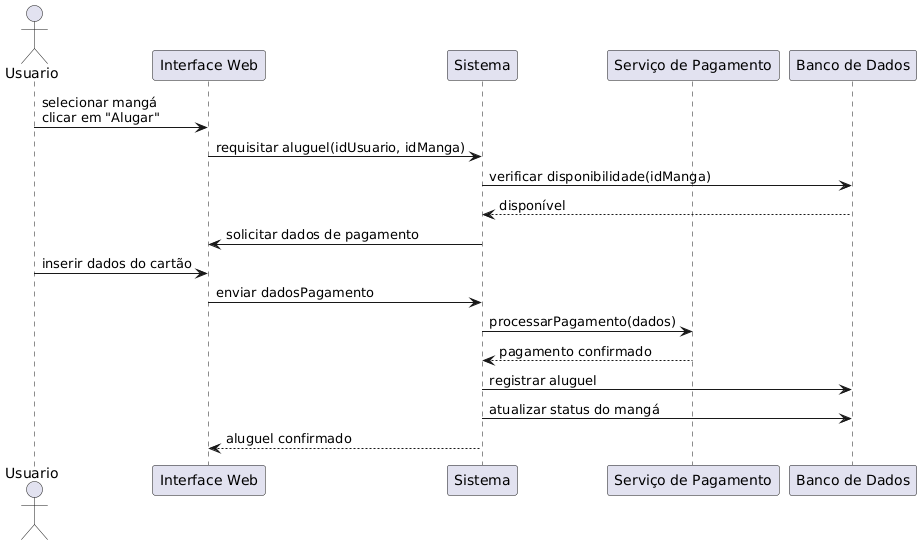 Usuario
Interface Web
Sistema
Serviço de Pagamento
Banco de Dados
selecionar mangá
clicar em "Alugar"
requisitar aluguel(idUsuario, idManga)
verificar disponibilidade(idManga)
disponível
solicitar dados de pagamento
inserir dados do cartão
enviar dadosPagamento
processarPagamento(dados)
pagamento confirmado
registrar aluguel
atualizar status do mangá
aluguel confirmado
Usuario
Interface Web
Sistema
Serviço de Pagamento
Banco de Dados